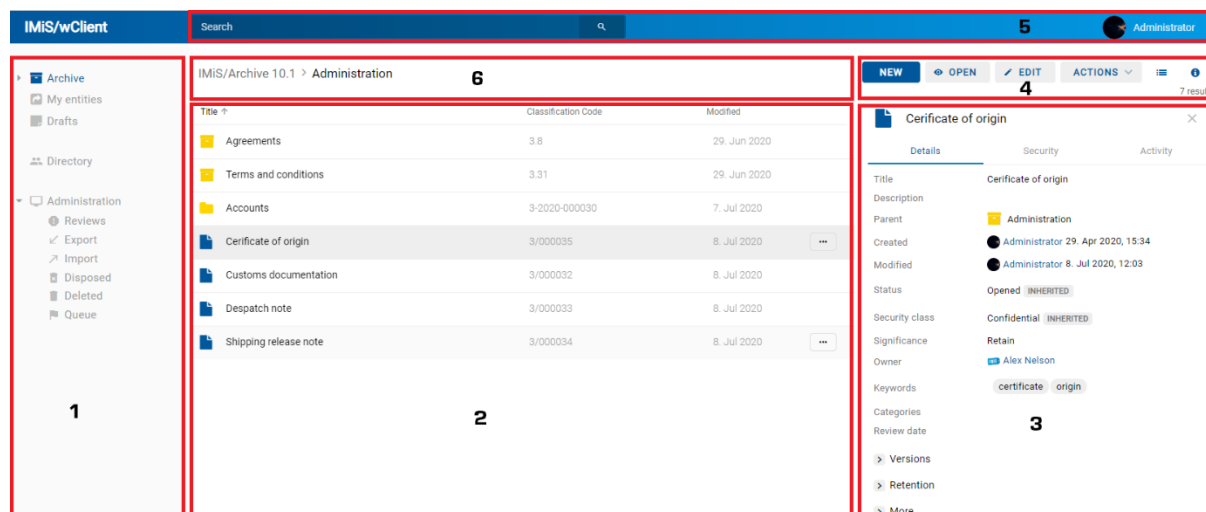 IMiS/wClient
Search
5
Administrator
Archive
My entities
Drafts
Directory
Administration
Reviews
Export
Import
Disposed
Deleted
Queue
1
IMiS/Archive 10.1 > Administration
6
Title ↑ Classification Code Modified
Agreements 3.8 29. Jun 2020
Terms and conditions 3.31 29. Jun 2020
Accounts 3-2020-000030 7. Jul 2020
Cerificate of origin 3/000035 8. Jul 2020 •••
Customs documentation 3/000032 8. Jul 2020
Despatch note 3/000033 8. Jul 2020
Shipping release note 3/000034 8. Jul 2020 •••
2
NEW OPEN EDIT ACTIONS
4
7 resul
Cerificate of origin
Details Security Activity
Title Cerificate of origin
Description
Parent Administration
Created Administrator 29. Apr 2020, 15:34
Modified Administrator 8. Jul 2020, 12:03
Status Opened INHERITED
Security class Confidential INHERITED
Significance Retain
Owner Alex Nelson
Keywords certificate origin
Categories
Review date
3
> Versions
> Retention
> More